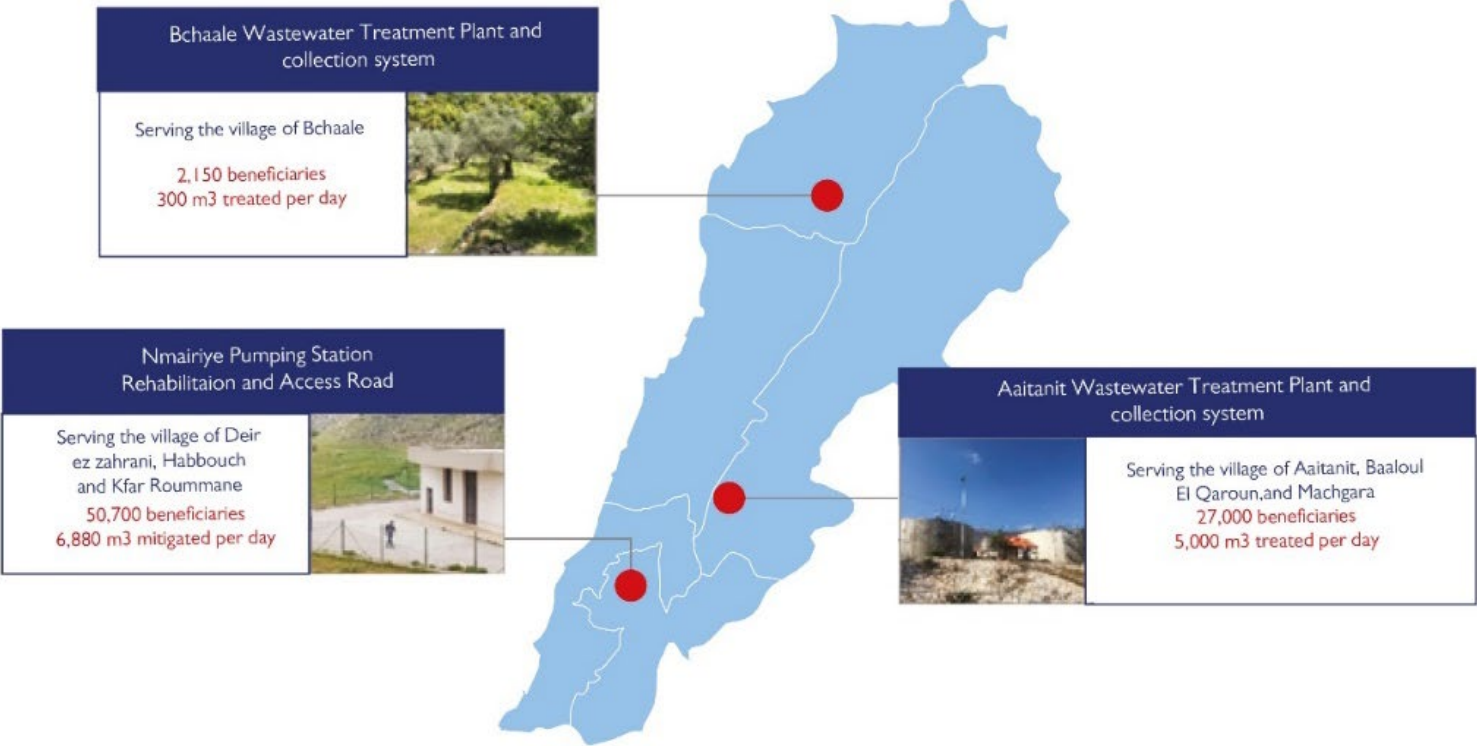 Bchaale Wastewater Treatment Plant and
collection system
Serving the village of Bchaale
2,150 beneficiaries
300 m3 treated per day
Nmairiye Pumping Station
Rehabilitaion and Access Road
Serving the village of Deir
ez zahrani, Habbouch
and Kfar Roummane
50,700 beneficiaries
6,880 m3 mitigated per day
Aaitanit Wastewater Treatment Plant and
collection system
Serving the village of Aaitanit, Baaloul
El Qaroun,and Machgara
27,000 beneficiaries
5,000 m3 treated per day